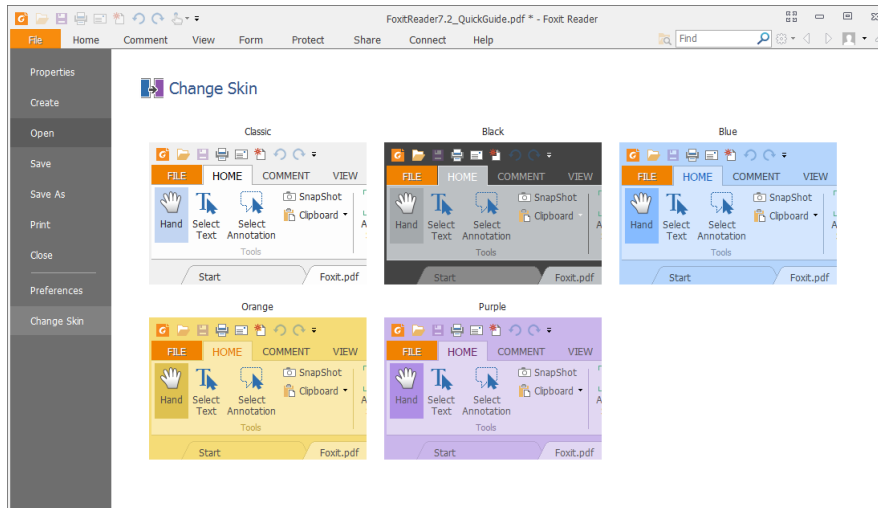 FoxitReader7.2_QuickGuide.pdf * - Foxit Reader
File Home Comment View Form Protect Share Connect Help Find
Properties
Create
Open
Save
Save As
Print
Close
Preferences
Change Skin
Change Skin
Classic
FILE HOME COMMENT VIEW
Hand
Select
Text
Select
Annotation
SnapShot
Clipboard
A
Tools
Start Foxit.pdf
Black
FILE HOME COMMENT VIEW
Hand
Select
Text
Select
Annotation
SnapShot
Clipboard
A
Tools
Start Foxit.pdf
Blue
FILE HOME COMMENT VIEW
Hand
Select
Text
Select
Annotation
SnapShot
Clipboard
A
Tools
Start Foxit.pdf
Orange
FILE HOME COMMENT VIEW
Hand
Select
Text
Select
Annotation
SnapShot
Clipboard
A
Tools
Start Foxit.pdf
Purple
FILE HOME COMMENT VIEW
Hand
Select
Text
Select
Annotation
SnapShot
Clipboard
A
Tools
Start Foxit.pdf